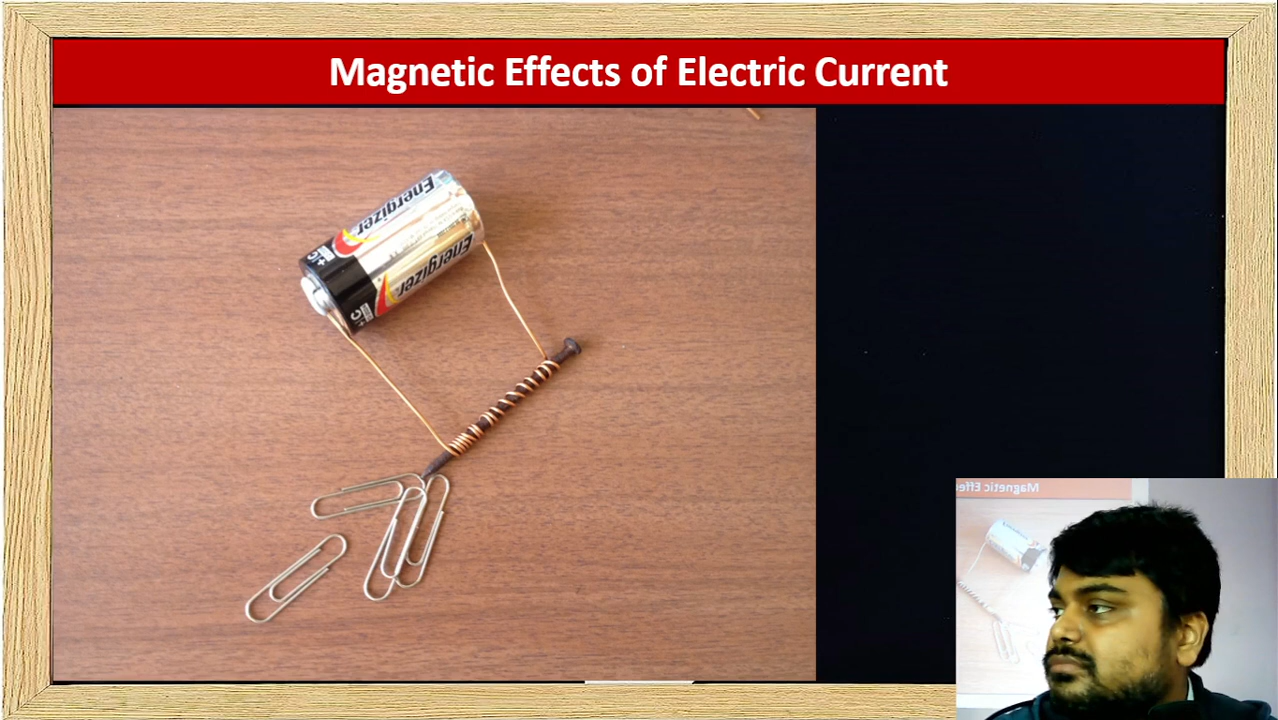 Magnetic Effects of Electric Current
Energizer
Energizer
+C
+C
Magnetic Effe